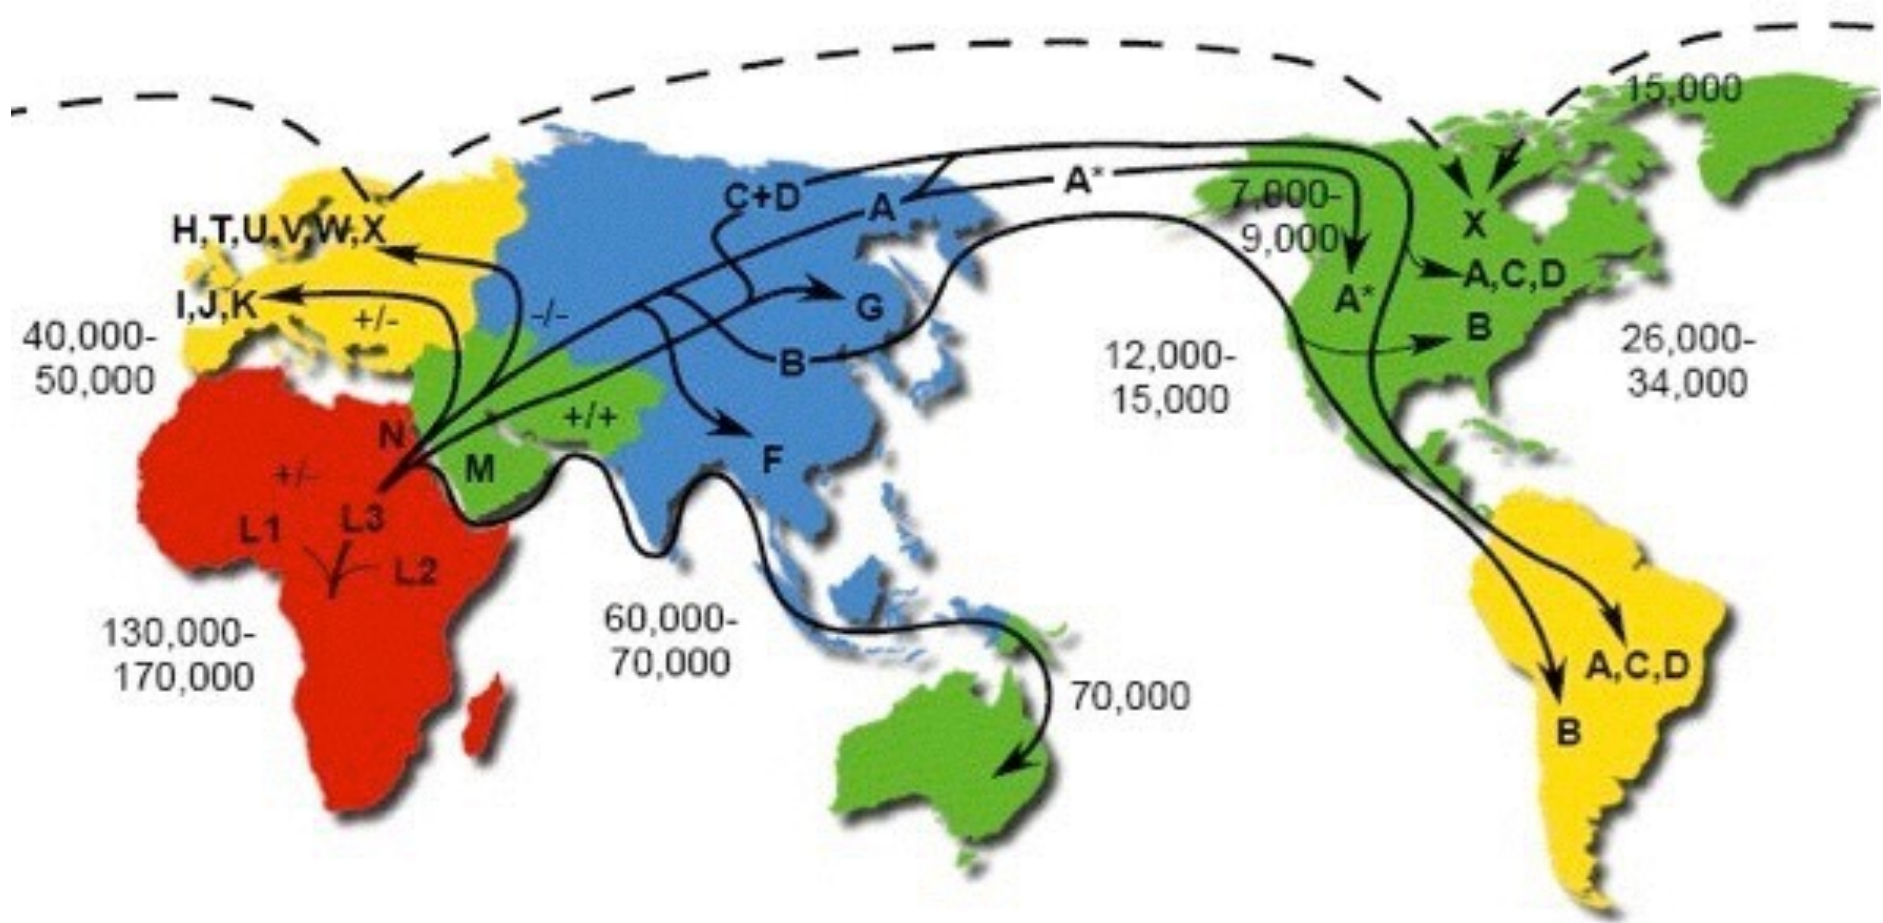 15,000
C+D
A
A*
7,000-
9,000
H,T,U,V,W,X
X
I,J,K
+/-
-/-
G
A*
A,C,D
B
40,000-
50,000
B
12,000-
15,000
26,000-
34,000
N
+/+
M
F
+/-
L1
L3
L2
130,000-
170,000
60,000-
70,000
70,000
A,C,D
B